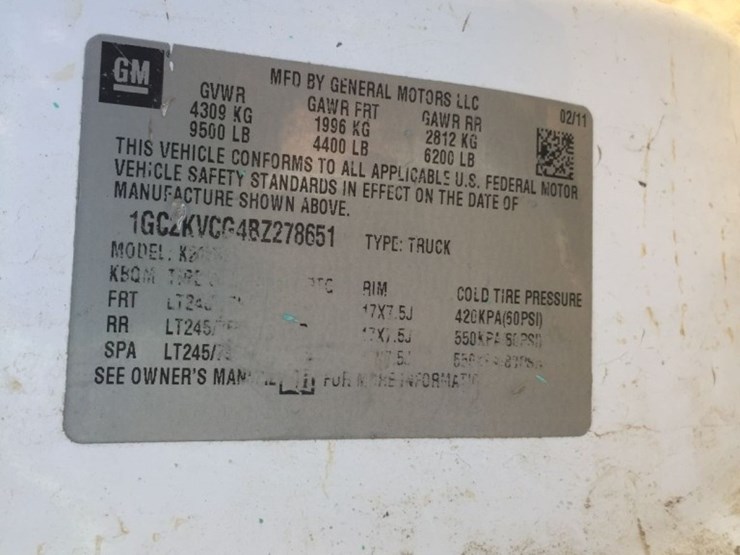 GM
MFD BY GENERAL MOTORS LLC 02/11
GVWR GAWR FRT GAWR RR
4309 KG 1996 KG 2812 KG
9500 LB 4400 LB 6200 LB
THIS VEHICLE CONFORMS TO ALL APPLICABLE U.S. FEDERAL MOTOR
VEHICLE SAFETY STANDARDS IN EFFECT ON THE DATE OF
MANUFACTURE SHOWN ABOVE.
TYPE: TRUCK
MODEL:
RIM COLD TIRE PRESSURE
FRT 17X7.5J 420KPA(60PSI)
RR LT245/
SPA LT245/
SEE OWNER'S